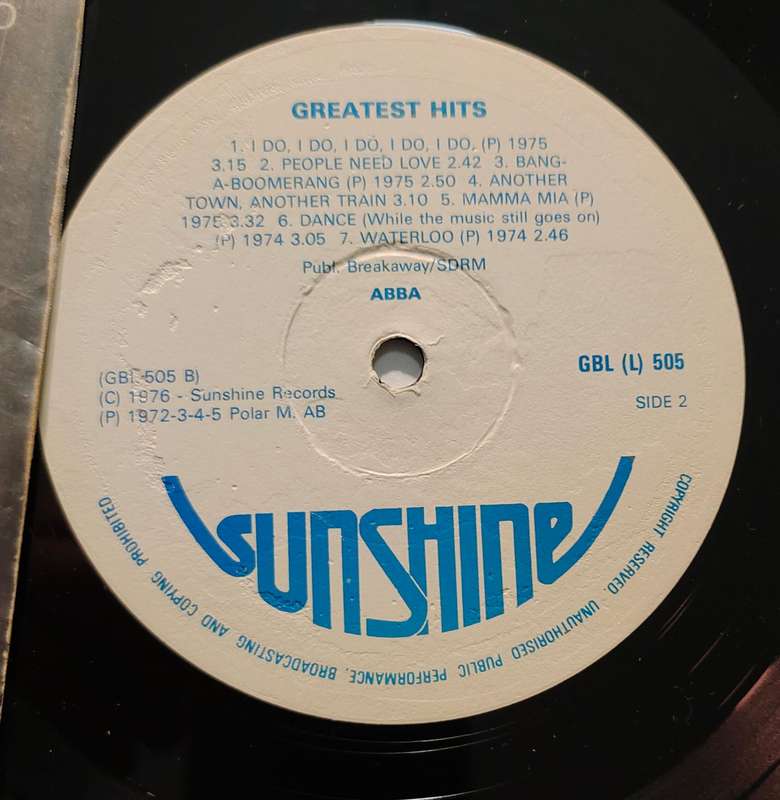 GREATEST HITS
1. I DO, I DO, I DO, I DO, I DO, (P) 1975
3.15 2. PEOPLE NEED LOVE 2.42 3. BANG-
A-BOOMERANG (P) 1975 2.50 4. ANOTHER
TOWN, ANOTHER TRAIN 3.10 5. MAMMA MIA (P)
1975 3.32 6. DANCE (While the music still goes on)
(P) 1974 3.05 7. WATERLOO (P) 1974 2.46
Publ. Breakaway/SDRM
ABBA
(GBL 505 B)
(C) 1976 - Sunshine Records
(P) 1972-3-4-5 Polar M. AB
GBL (L) 505
SIDE 2
sunshine
COPYRIGHT RESERVED. UNAUTHORISED PUBLIC PERFORMANCE, BROADCASTING AND COPYING PROHIBITED